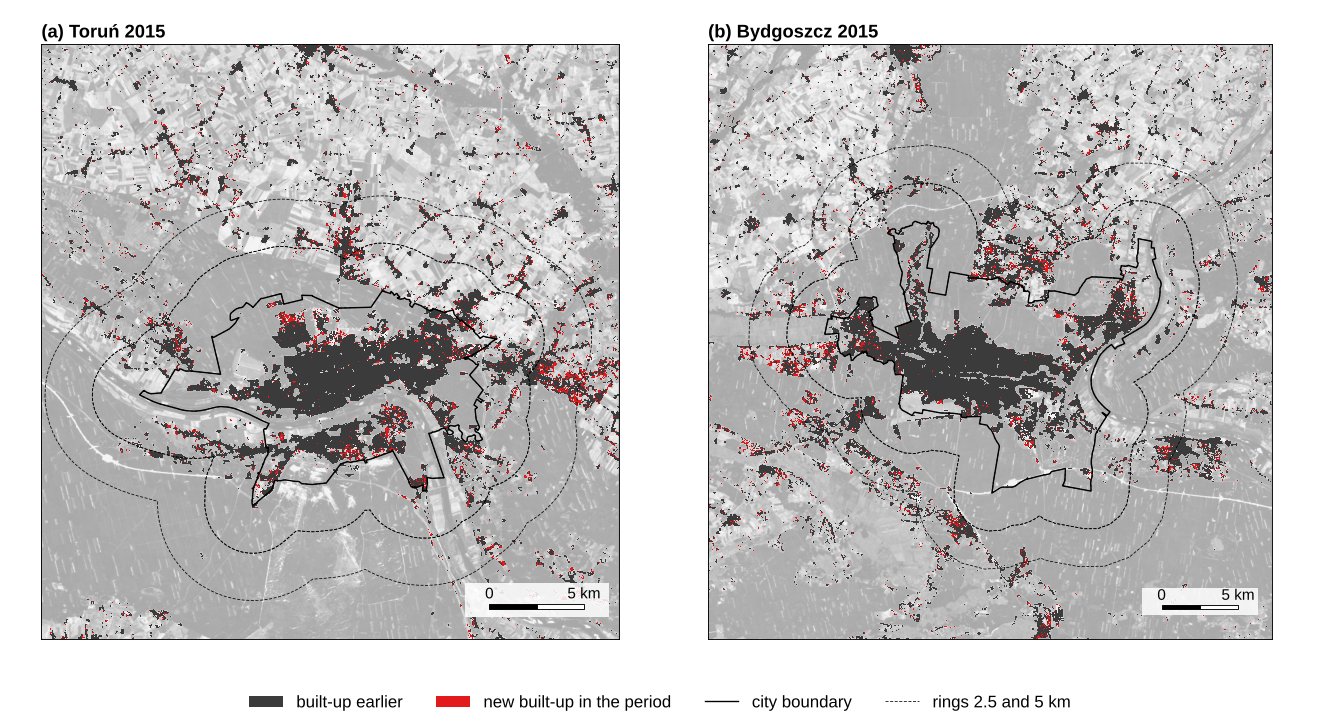 (a) Toruń 2015
(b) Bydgoszcz 2015
0 5 km
0 5 km
built-up earlier
new built-up in the period
city boundary
rings 2.5 and 5 km